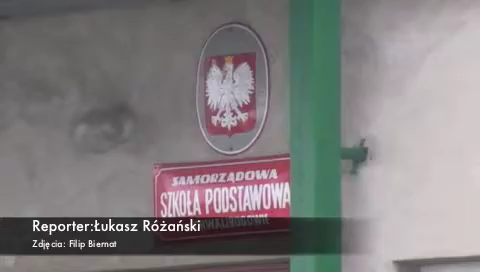 SAMORZĄDOWA
SZKOŁA PODSTAWOWA
Reporter:Łukasz Różański
Zdjęcia: Filip Biernat